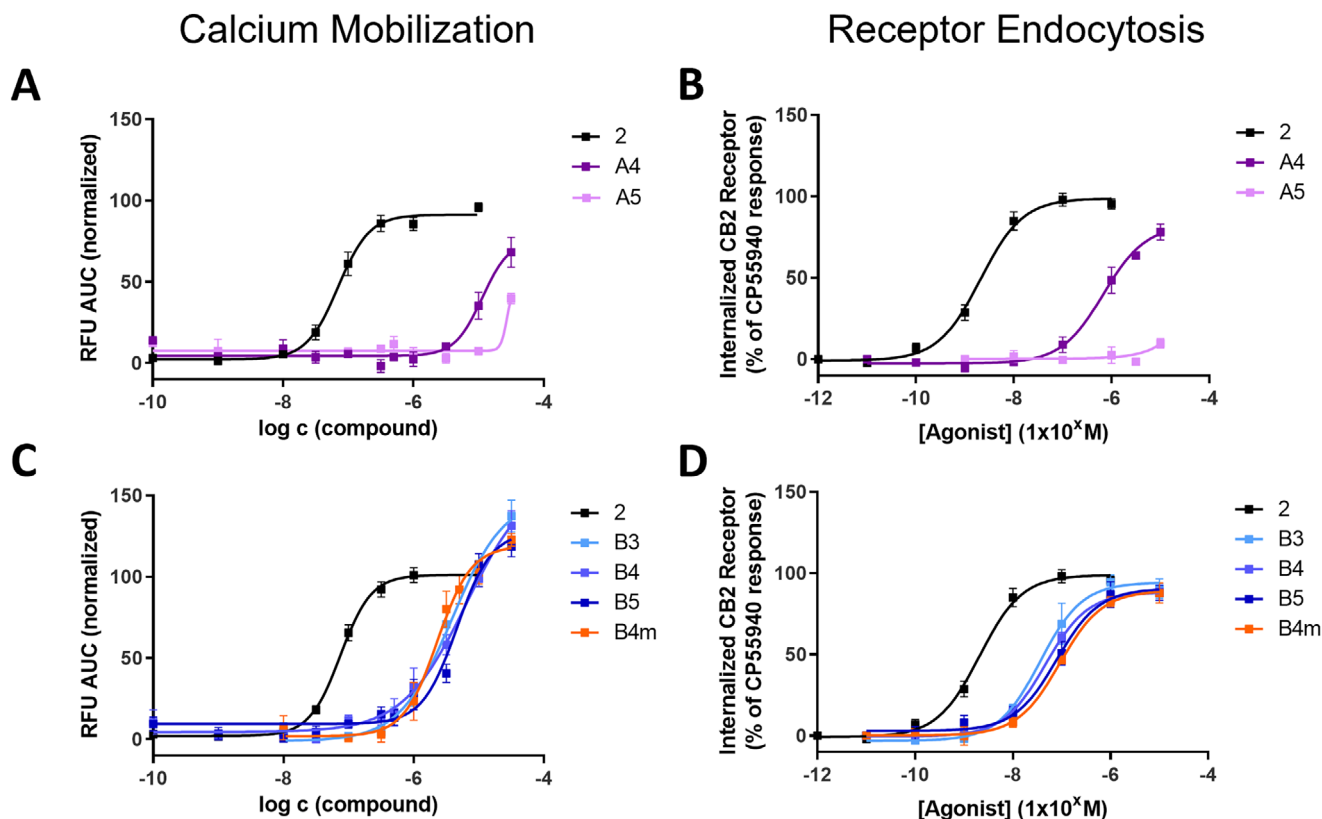 Calcium Mobilization
Receptor Endocytosis
A
RFU AUC (normalized)
150
100
50
0
-10
-8
-6
-4
log c (compound)
2
A4
A5
B
Internalized CB2 Receptor
(% of CP55940 response)
150
100
50
0
-12
-10
-8
-6
-4
[Agonist] (1x10^xM)
2
A4
A5
C
RFU AUC (normalized)
150
100
50
0
-10
-8
-6
-4
log c (compound)
2
B3
B4
B5
B4m
D
Internalized CB2 Receptor
(% of CP55940 response)
150
100
50
0
-12
-10
-8
-6
-4
[Agonist] (1x10^xM)
2
B3
B4
B5
B4m